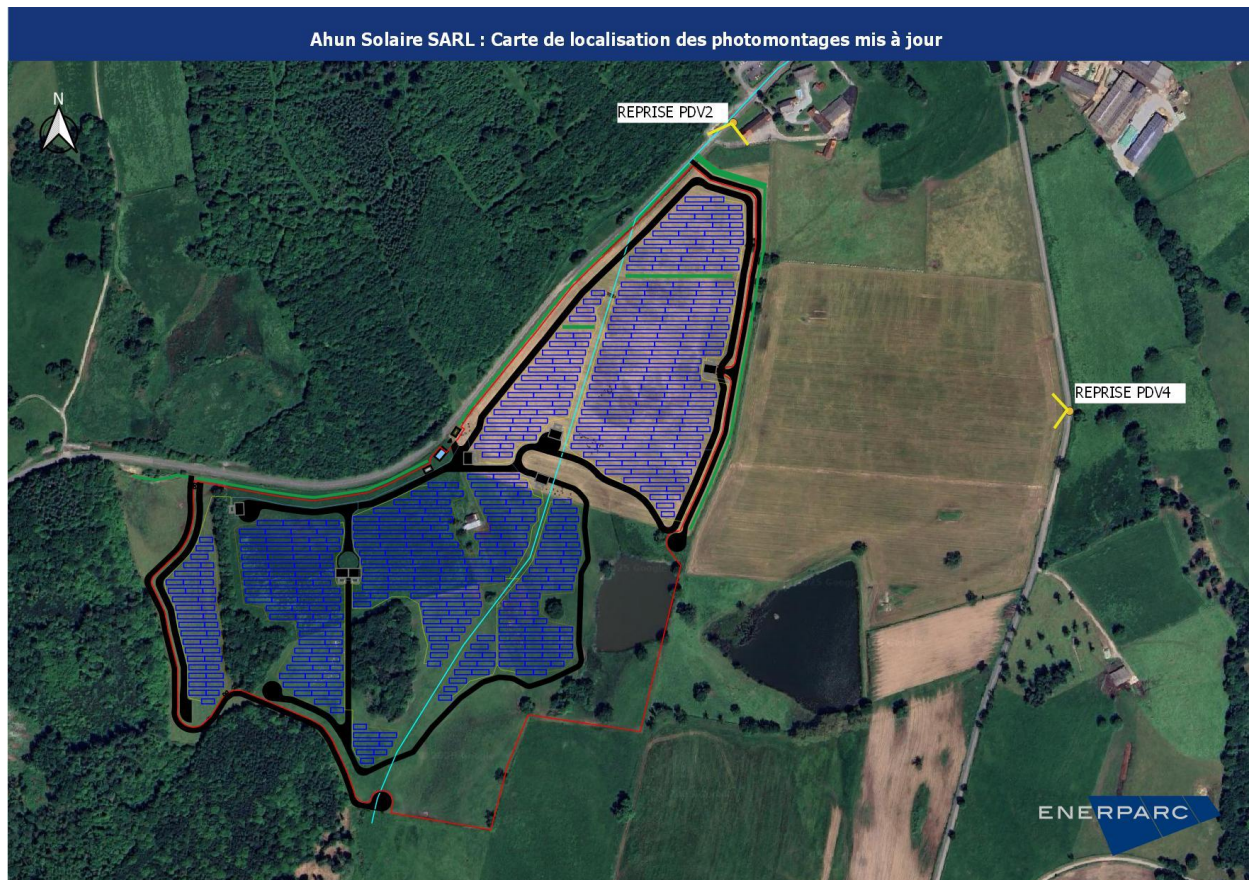 Ahun Solaire SARL : Carte de localisation des photomontages mis à jour
N
REPRISE PDV2
REPRISE PDV4
ENERPARC